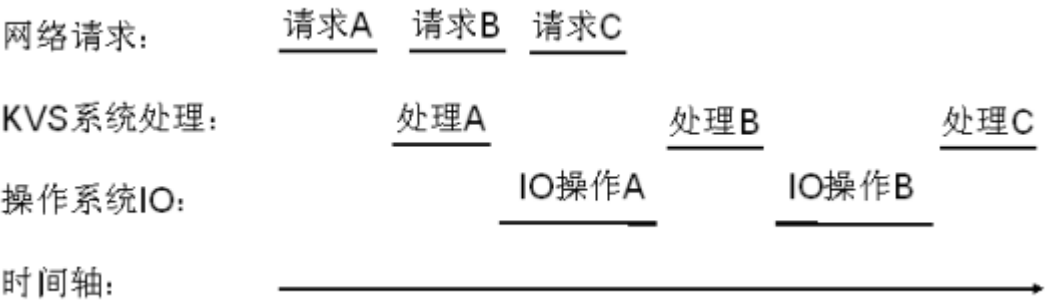 网络请求： 请求A 请求B 请求C
KVS系统处理： 处理A 处理B 处理C
操作系统IO： IO操作A IO操作B
时间轴：